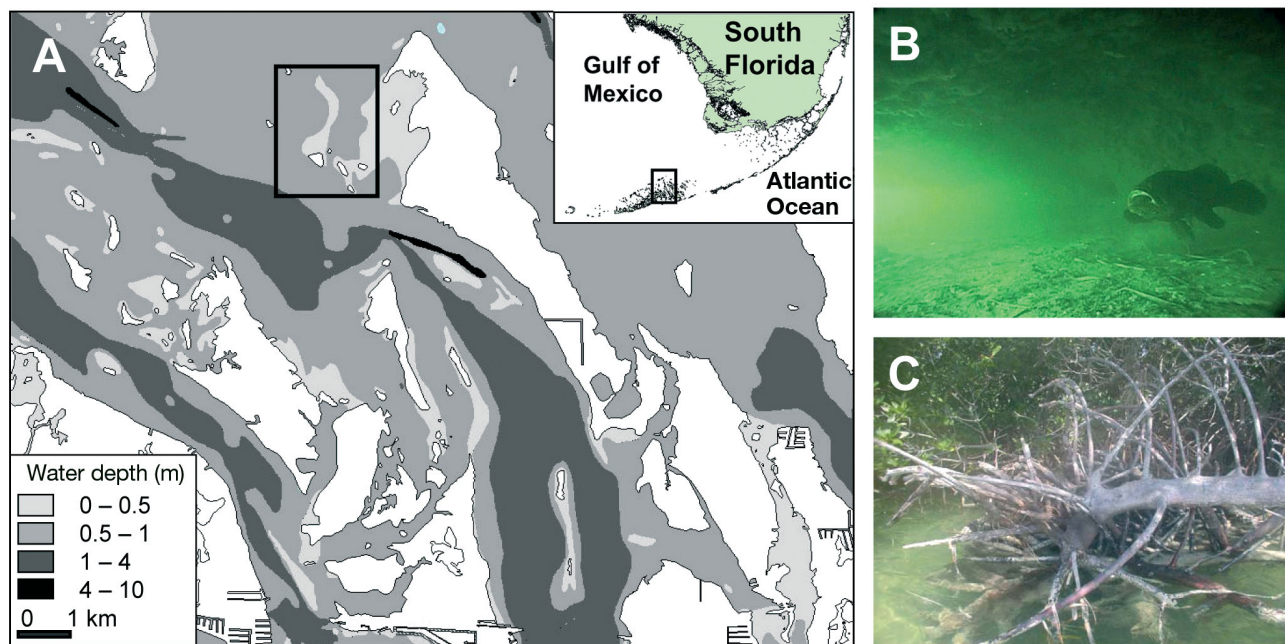 A
South
Florida
Gulf of
Mexico
Atlantic
Ocean
Water depth (m)
0 – 0.5
0.5 – 1
1 – 4
4 – 10
0 1 km
B
C